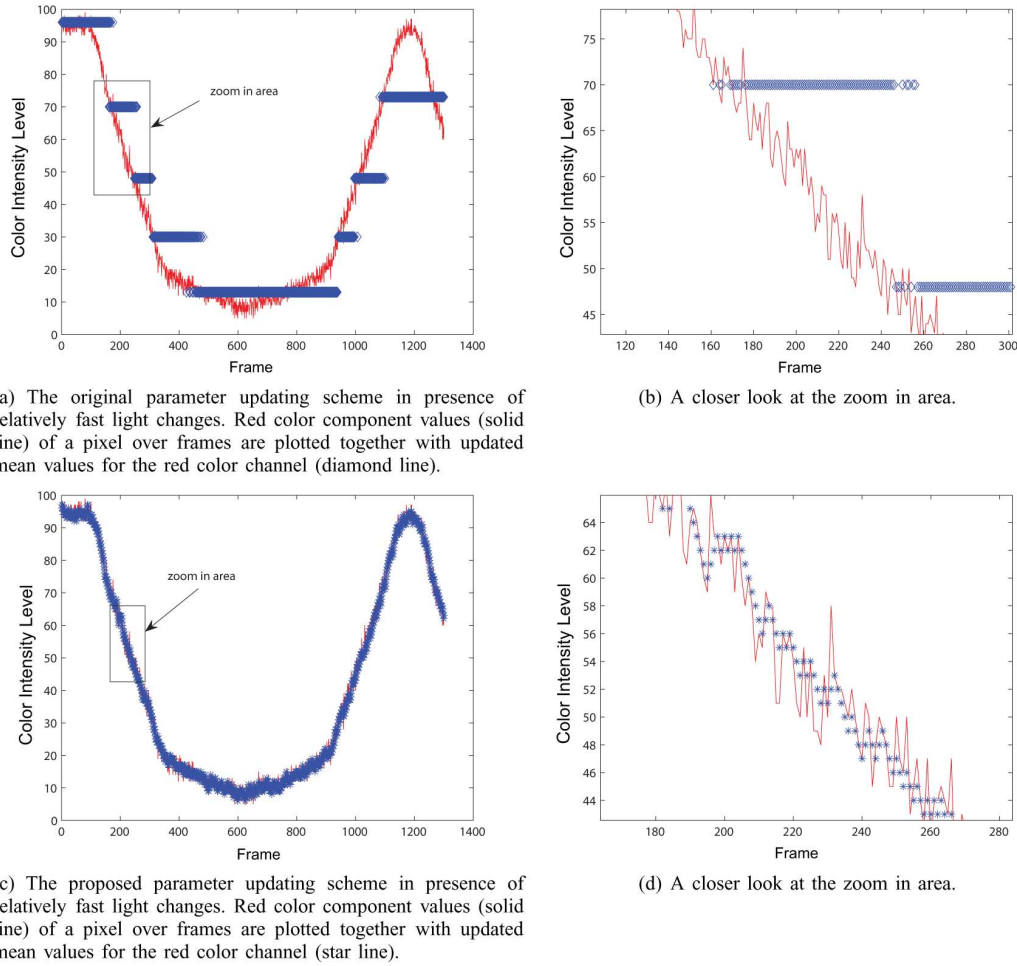 100
90
80
70
60
50
40
30
20
10
0
Color Intensity Level
zoom in area
0 200 400 600 800 1000 1200 1400
Frame
75
70
65
60
55
50
45
Color Intensity Level
120 140 160 180 200 220 240 260 280 300
Frame
a) The original parameter updating scheme in presence of
elatively fast light changes. Red color component values (solid
ine) of a pixel over frames are plotted together with updated
mean values for the red color channel (diamond line).
(b) A closer look at the zoom in area.
100
90
80
70
60
50
40
30
20
10
0
Color Intensity Level
zoom in area
0 200 400 600 800 1000 1200 1400
Frame
64
62
60
58
56
54
52
50
48
46
44
Color Intensity Level
180 200 220 240 260 280
Frame
c) The proposed parameter updating scheme in presence of
elatively fast light changes. Red color component values (solid
ine) of a pixel over frames are plotted together with updated
mean values for the red color channel (star line).
(d) A closer look at the zoom in area.